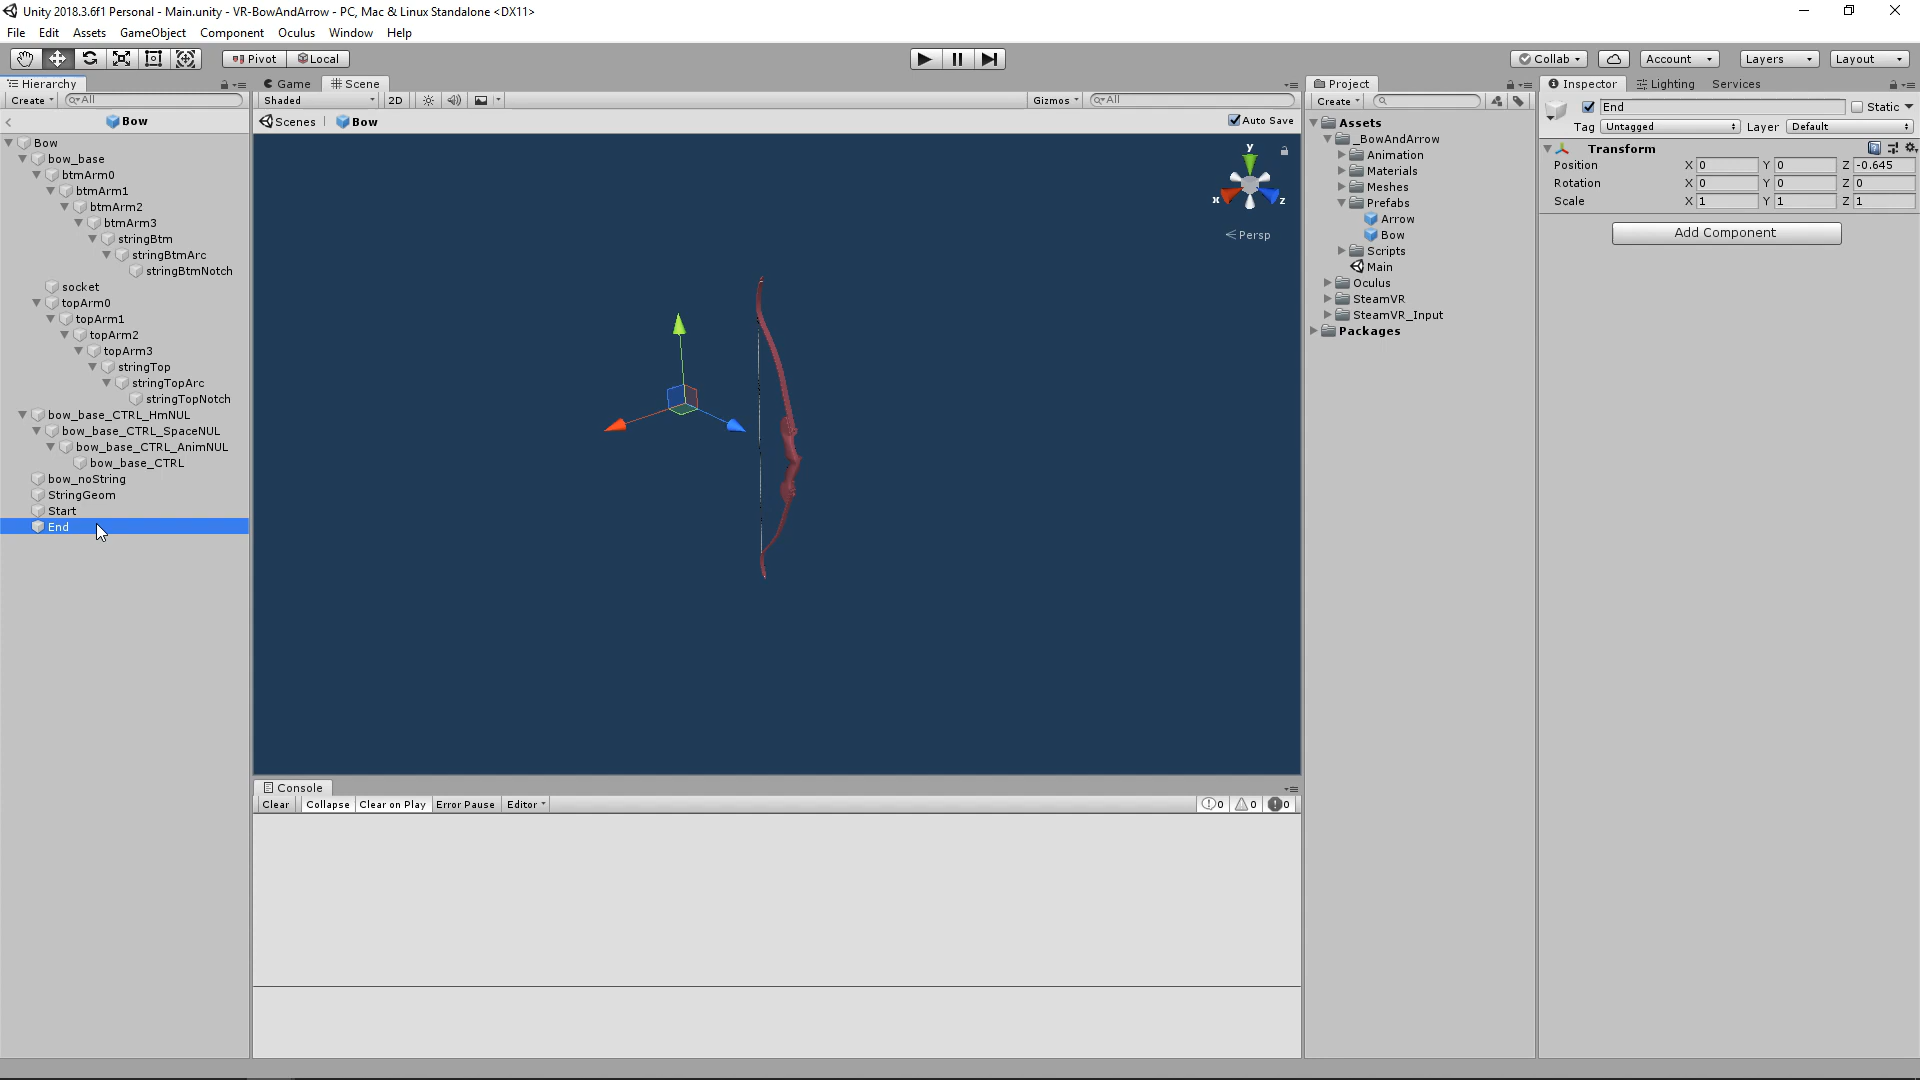 Unity 2018.3.6f1 Personal - Main.unity - VR-BowAndArrow - PC, Mac & Linux Standalone <DX11>
File Edit Assets GameObject Component Oculus Window Help
Pivot Local Collab Account Layers Layout
Hierarchy
Create All
Bow
Bow
bow_base
btmArm0
btmArm1
btmArm2
btmArm3
stringBtm
stringBtmArc
stringBtmNotch
socket
topArm0
topArm1
topArm2
topArm3
stringTop
stringTopArc
stringTopNotch
bow_base_CTRL_HmNUL
bow_base_CTRL_SpaceNUL
bow_base_CTRL_AnimNUL
bow_base_CTRL
bow_noString
StringGeom
Start
End
Game Scene
Shaded 2D Gizmos All
Scenes Bow Auto Save
y
x z
Persp
Console
Clear Collapse Clear on Play Error Pause Editor 0 0 0
Project
Create
Assets
_BowAndArrow
Animation
Materials
Meshes
Prefabs
Arrow
Bow
Scripts
Main
Oculus
SteamVR
SteamVR_Input
Packages
Inspector Lighting Services
End Static
Tag Untagged Layer Default
Transform
Position X 0 Y 0 Z -0.645
Rotation X 0 Y 0 Z 0
Scale X 1 Y 1 Z 1
Add Component